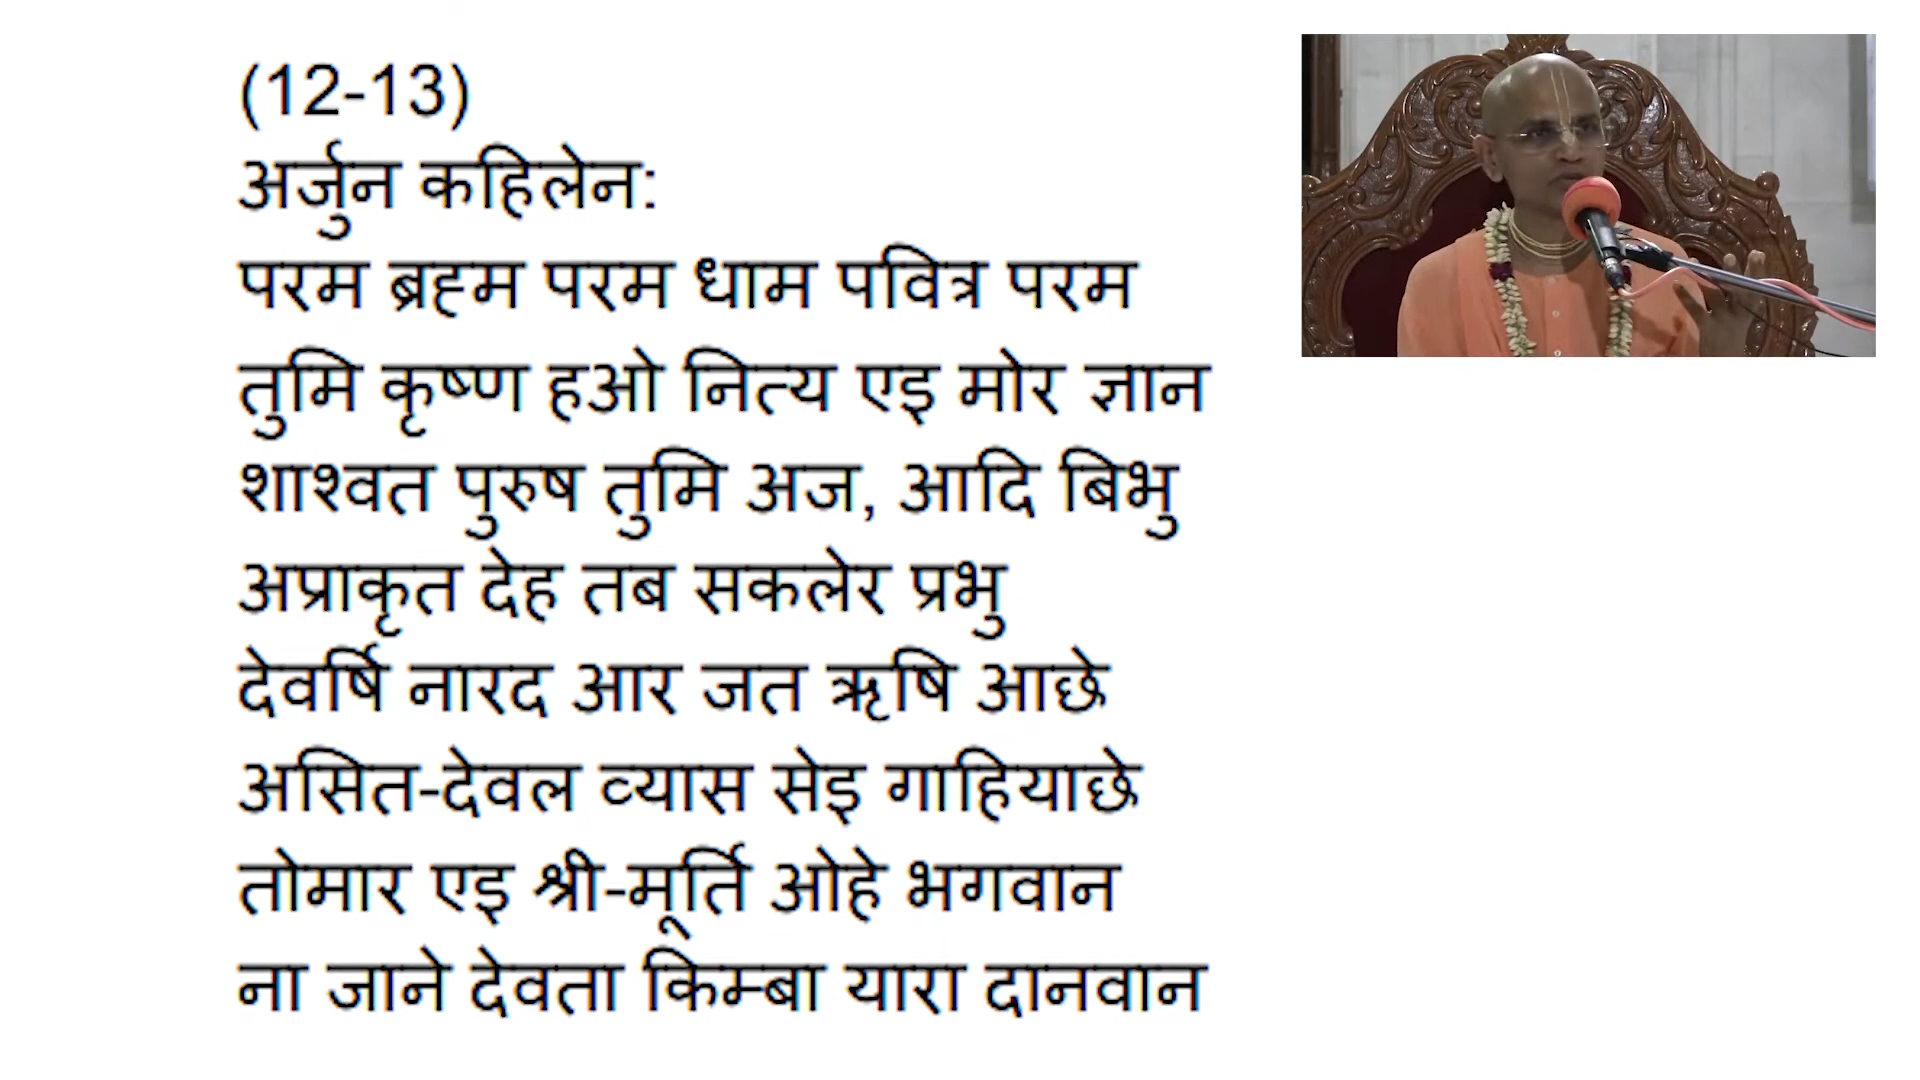 (12-13)
अर्जुन कहिलेन:
परम ब्रह्म परम धाम पवित्र परम
तुमि कृष्ण हओ नित्य एइ मोर ज्ञान
शाश्वत पुरुष तुमि अज, आदि बिभु
अप्राकृत देह तब सकलेर प्रभु
देवर्षि नारद आर जत ऋषि आछे
असित-देवल व्यास सेइ गाहियाछे
तोमार एइ श्री-मूर्ति ओहे भगवान
ना जाने देवता किम्बा यारा दानवान